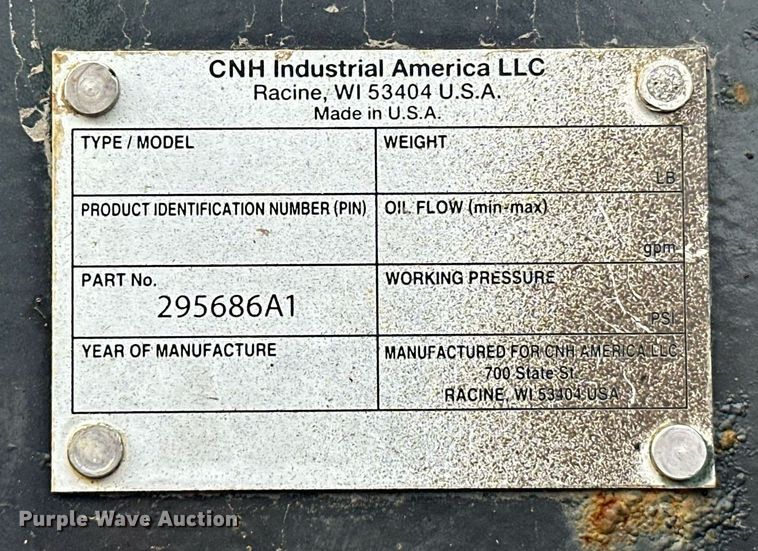 CNH Industrial America LLC
Racine, WI 53404 U.S.A.
Made in U.S.A.
TYPE / MODEL
WEIGHT
LB
PRODUCT IDENTIFICATION NUMBER (PIN)
OIL FLOW (min-max)
gpm
PART No.
295686A1
WORKING PRESSURE
PSI
YEAR OF MANUFACTURE
MANUFACTURED FOR CNH AMERICA LLC
700 State St.
RACINE, WI 53404 USA
Purple Wave Auction